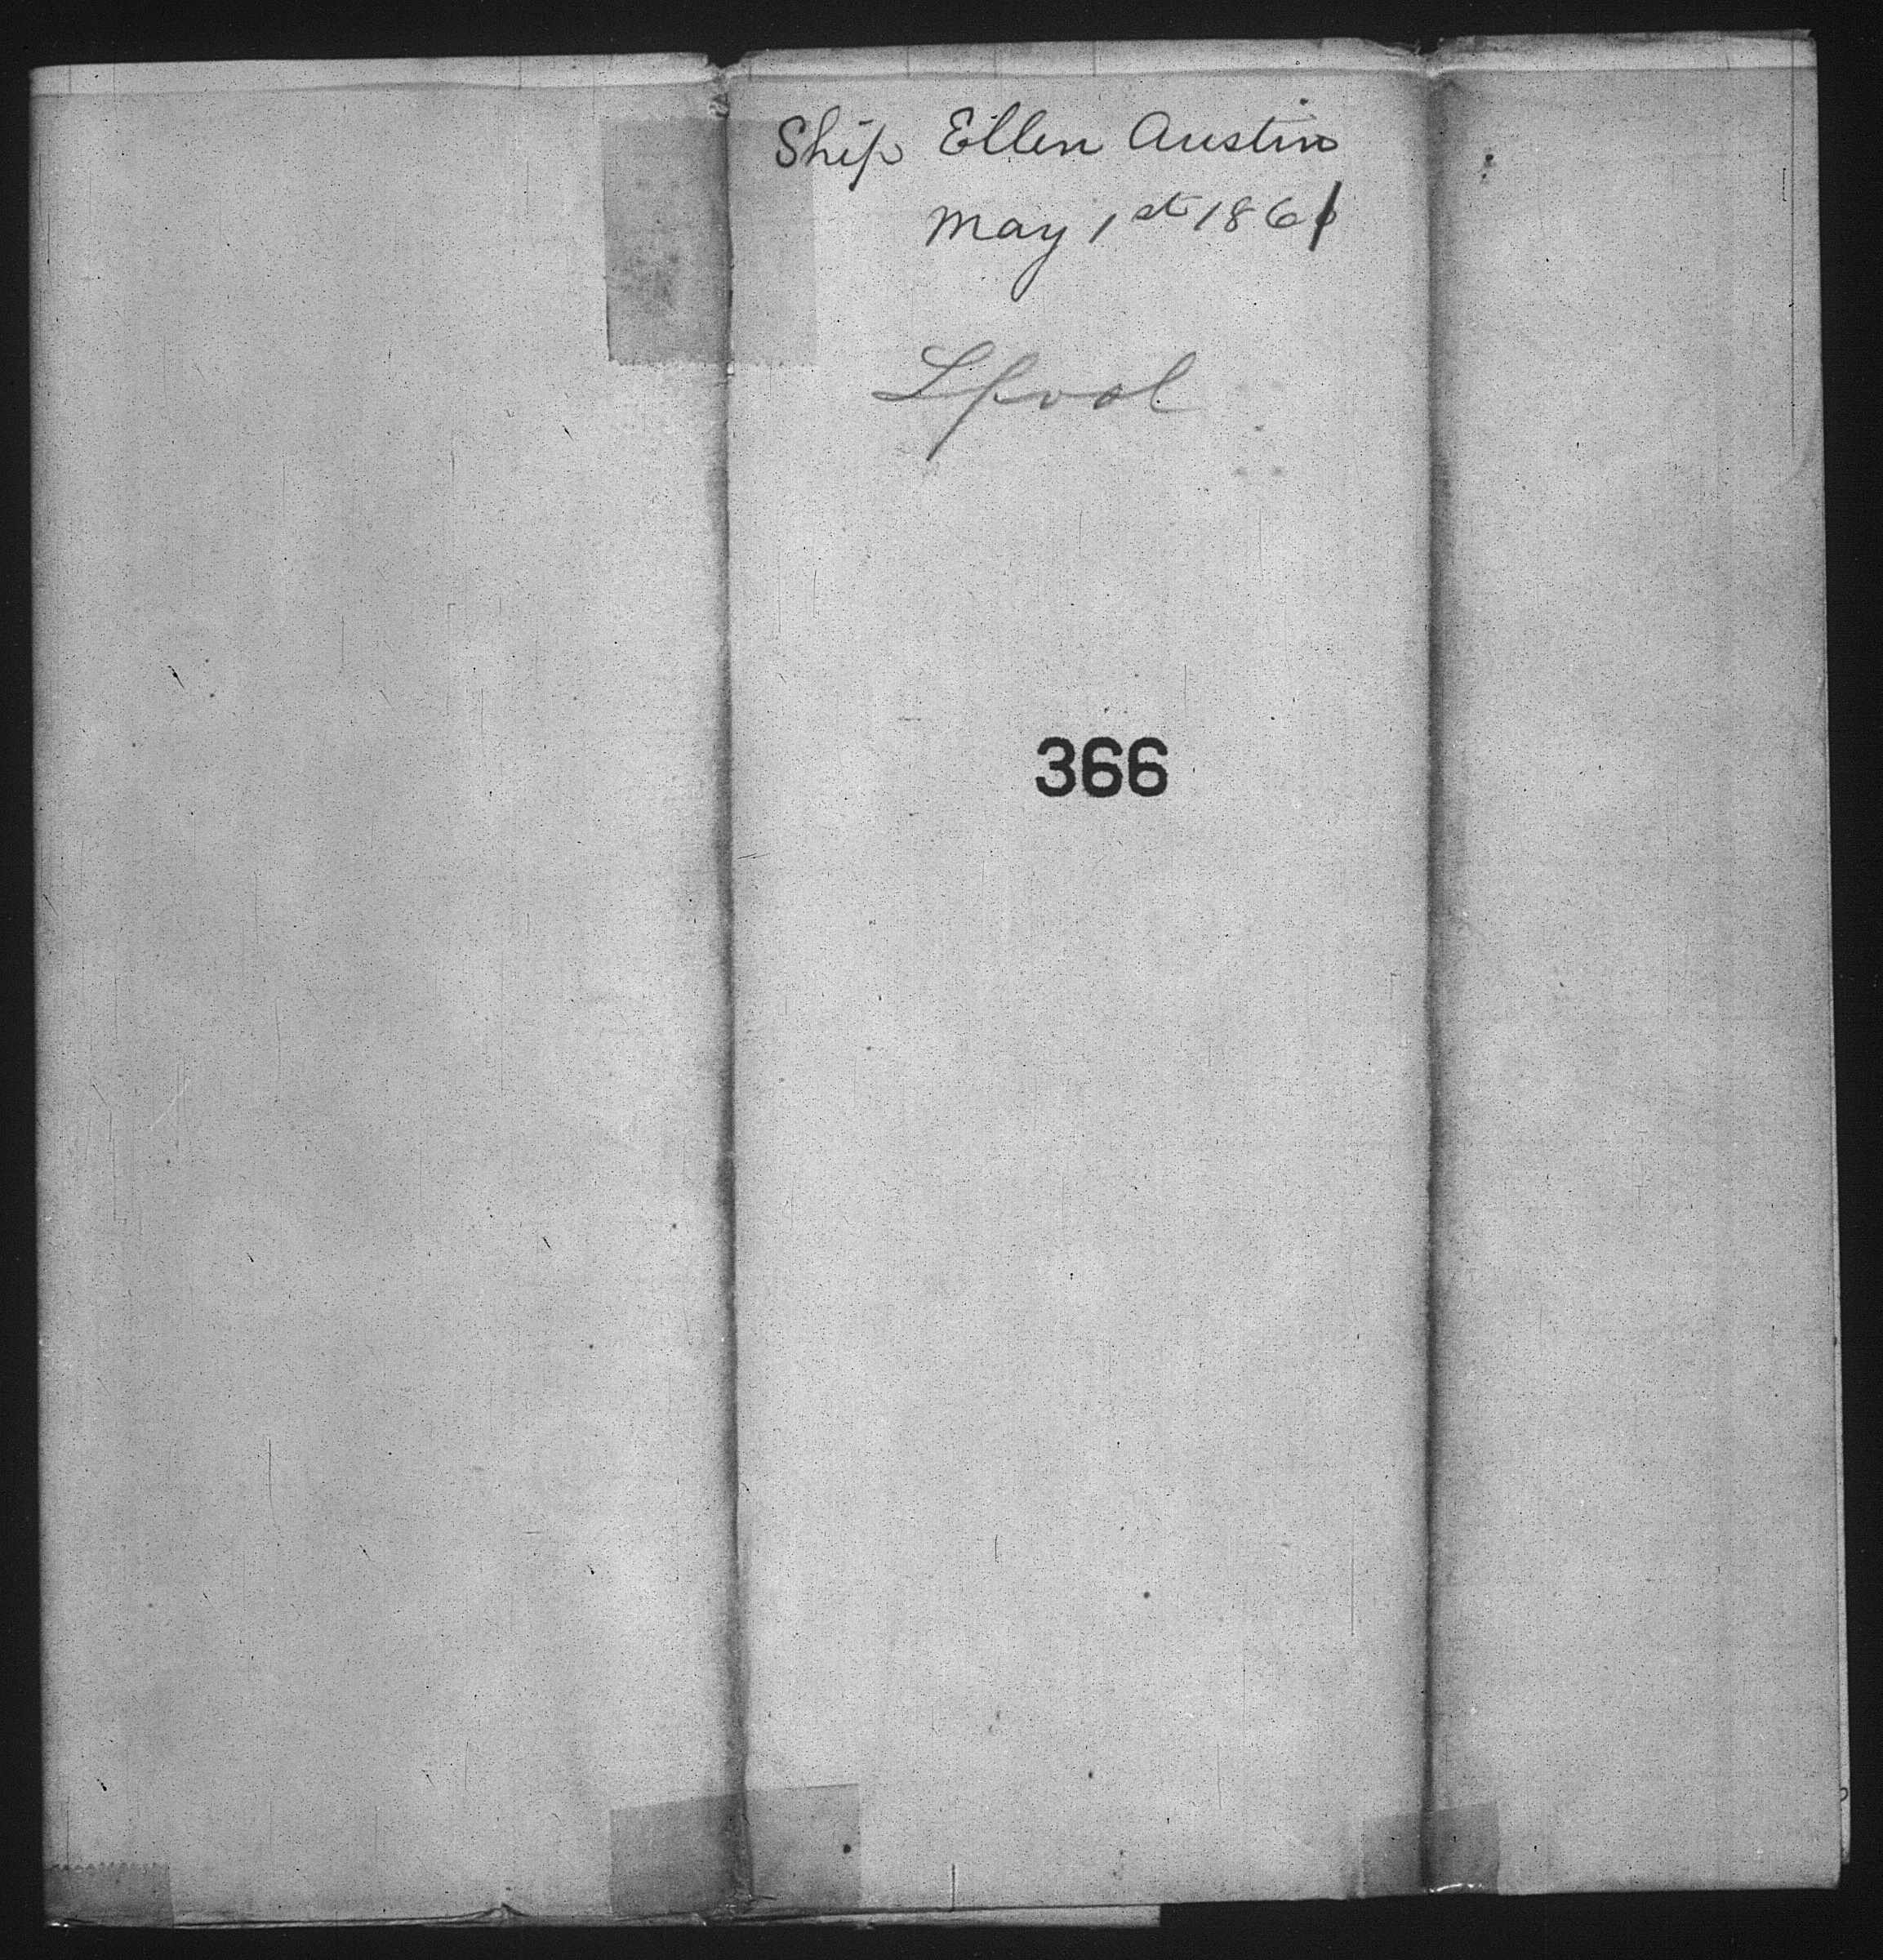 Ship Ellen Austin
May 1st 1861
Lpool
366